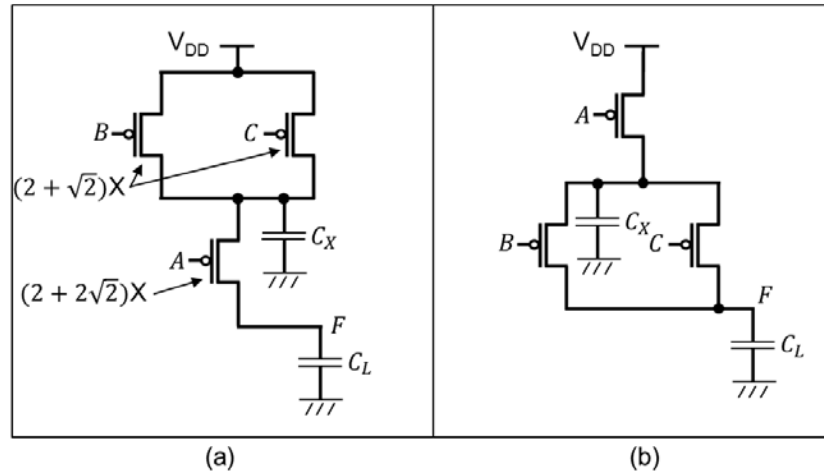 V_DD
B
C
(2 + √2)X
C_X
A
(2 + 2√2)X
F
C_L
(a)
V_DD
A
C_X
B
C
F
C_L
(b)